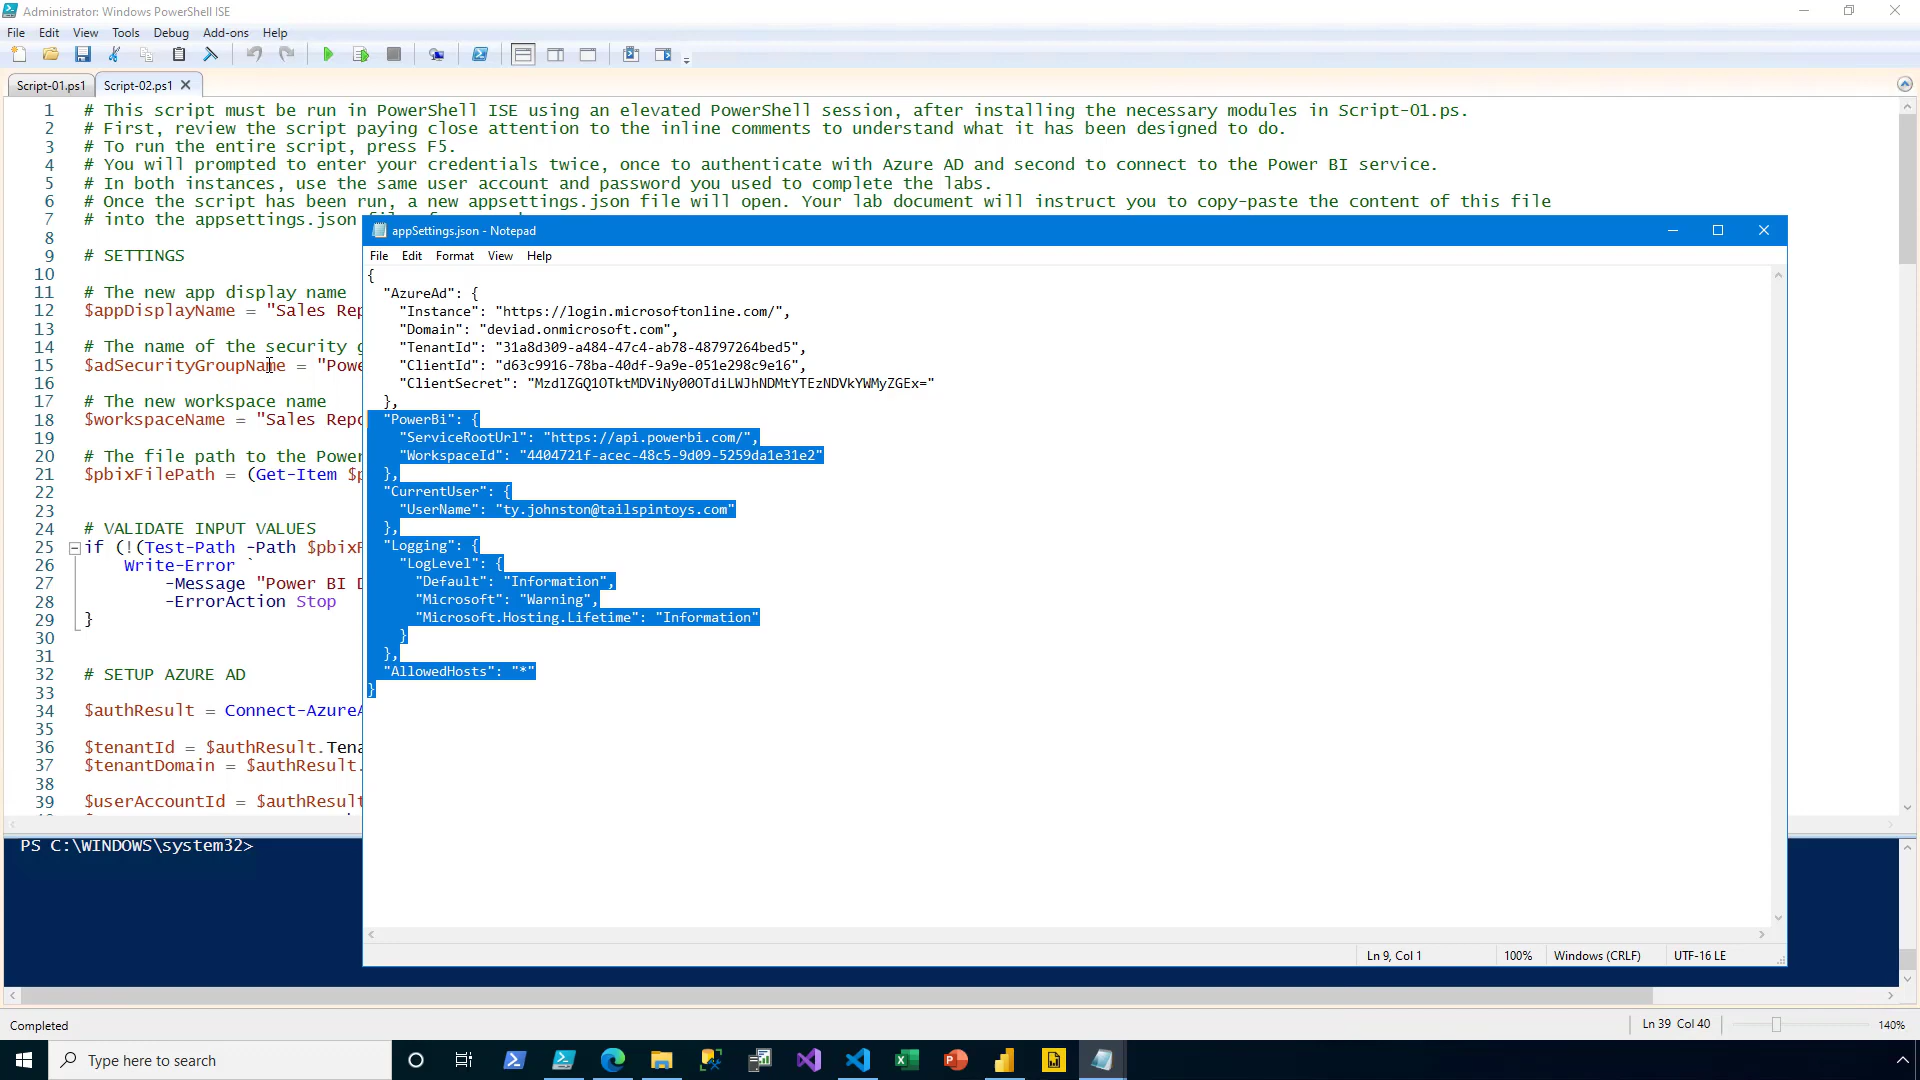 Administrator: Windows PowerShell ISE
File Edit View Tools Debug Add-ons Help
Script-01.ps1 Script-02.ps1
1 # This script must be run in PowerShell ISE using an elevated PowerShell session, after installing the necessary modules in Script-01.ps.
2 # First, review the script paying close attention to the inline comments to understand what it has been designed to do.
3 # To run the entire script, press F5.
4 # You will prompted to enter your credentials twice, once to authenticate with Azure AD and second to connect to the Power BI service.
5 # In both instances, use the same user account and password you used to complete the labs.
6 # Once the script has been run, a new appsettings.json file will open. Your lab document will instruct you to copy-paste the content of this file
7 # into the appsettings.json
8
9 # SETTINGS
10
11 # The new app display name
12 $appDisplayName = "Sales Rep
13
14 # The name of the security g
15 $adSecurityGroupName = "Powe
16
17 # The new workspace name
18 $workspaceName = "Sales Repo
19
20 # The file path to the Power
21 $pbixFilePath = (Get-Item $p
22
23
24 # VALIDATE INPUT VALUES
25 if (!(Test-Path -Path $pbixF
26 Write-Error `
27 -Message "Power BI D
28 -ErrorAction Stop
29 }
30
31
32 # SETUP AZURE AD
33
34 $authResult = Connect-AzureA
35
36 $tenantId = $authResult.Tena
37 $tenantDomain = $authResult.
38
39 $userAccountId = $authResult
appSettings.json - Notepad
File Edit Format View Help
{
"AzureAd": {
"Instance": "https://login.microsoftonline.com/",
"Domain": "deviad.onmicrosoft.com",
"TenantId": "31a8d309-a484-47c4-ab78-48797264bed5",
"ClientId": "d63c9916-78ba-40df-9a9e-051e298c9e16",
"ClientSecret": "MzdlZGQ1OTktMDViNy00OTdiLWJhNDMtYTEzNDVkYWMyZGEx="
},
"PowerBi": {
"ServiceRootUrl": "https://api.powerbi.com/",
"WorkspaceId": "4404721f-acec-48c5-9d09-5259da1e31e2"
},
"CurrentUser": {
"UserName": "ty.johnston@tailspintoys.com"
},
"Logging": {
"LogLevel": {
"Default": "Information",
"Microsoft": "Warning",
"Microsoft.Hosting.Lifetime": "Information"
}
},
"AllowedHosts": "*"
}
Ln 9, Col 1 100% Windows (CRLF) UTF-16 LE
PS C:\WINDOWS\system32>
Completed Ln 39 Col 40 140%
Type here to search